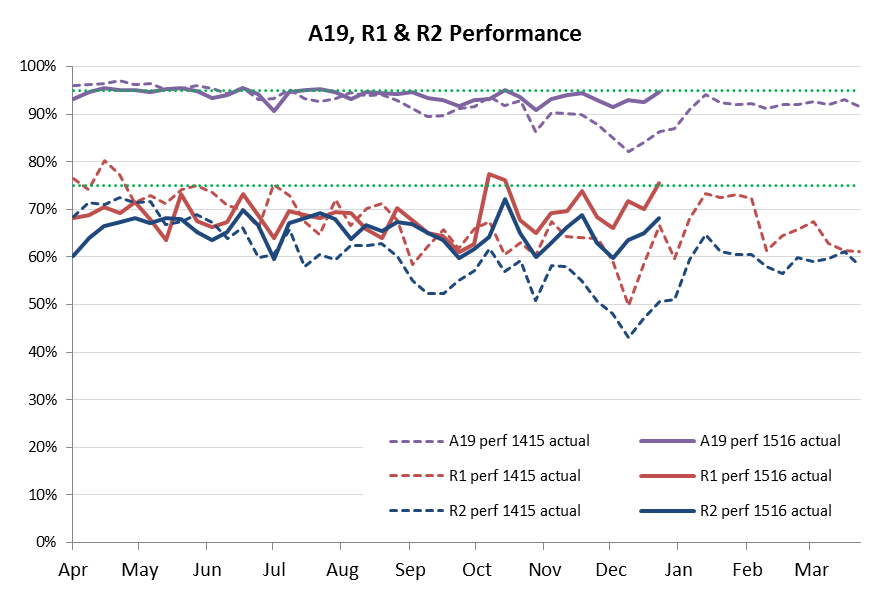 A19, R1 & R2 Performance
100%
90%
80%
70%
60%
50%
40%
30%
20%
10%
0%
A19 perf 1415 actual A19 perf 1516 actual
R1 perf 1415 actual R1 perf 1516 actual
R2 perf 1415 actual R2 perf 1516 actual
Apr May Jun Jul Aug Sep Oct Nov Dec Jan Feb Mar